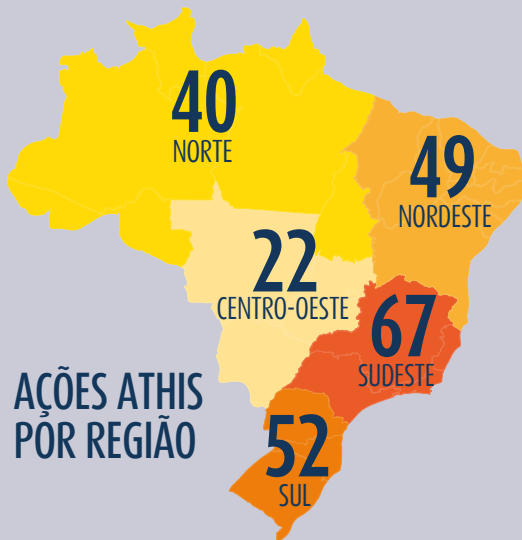 40
NORTE
49
NORDESTE
22
CENTRO-OESTE
67
SUDESTE
AÇÕES ATHIS
POR REGIÃO
52
SUL